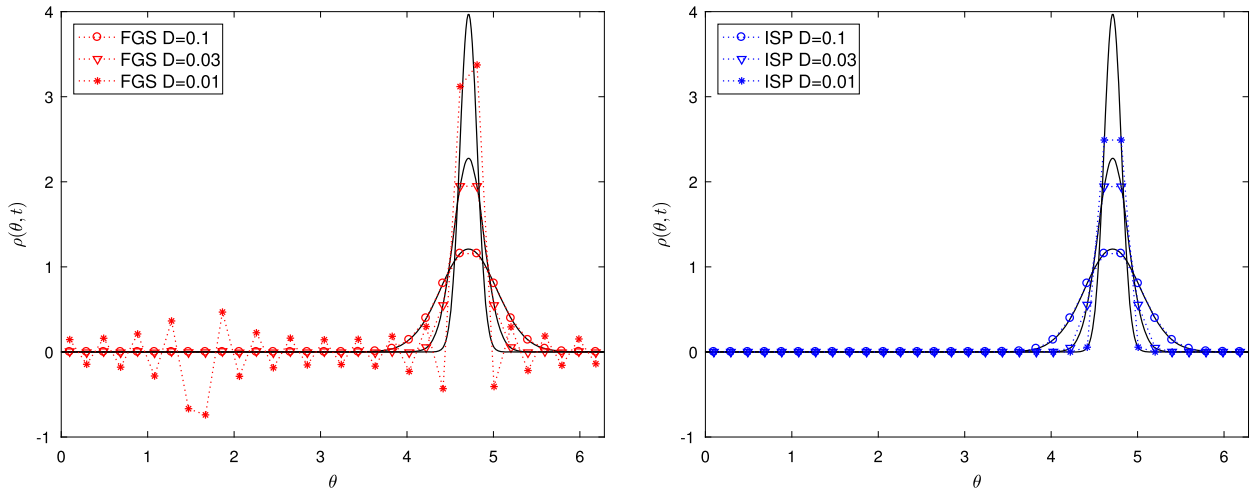 4
3
2
1
0
-1
ρ(θ, t)
FGS D=0.1
FGS D=0.03
FGS D=0.01
0 1 2 3 4 5 6
θ
4
3
2
1
0
-1
ρ(θ, t)
ISP D=0.1
ISP D=0.03
ISP D=0.01
0 1 2 3 4 5 6
θ